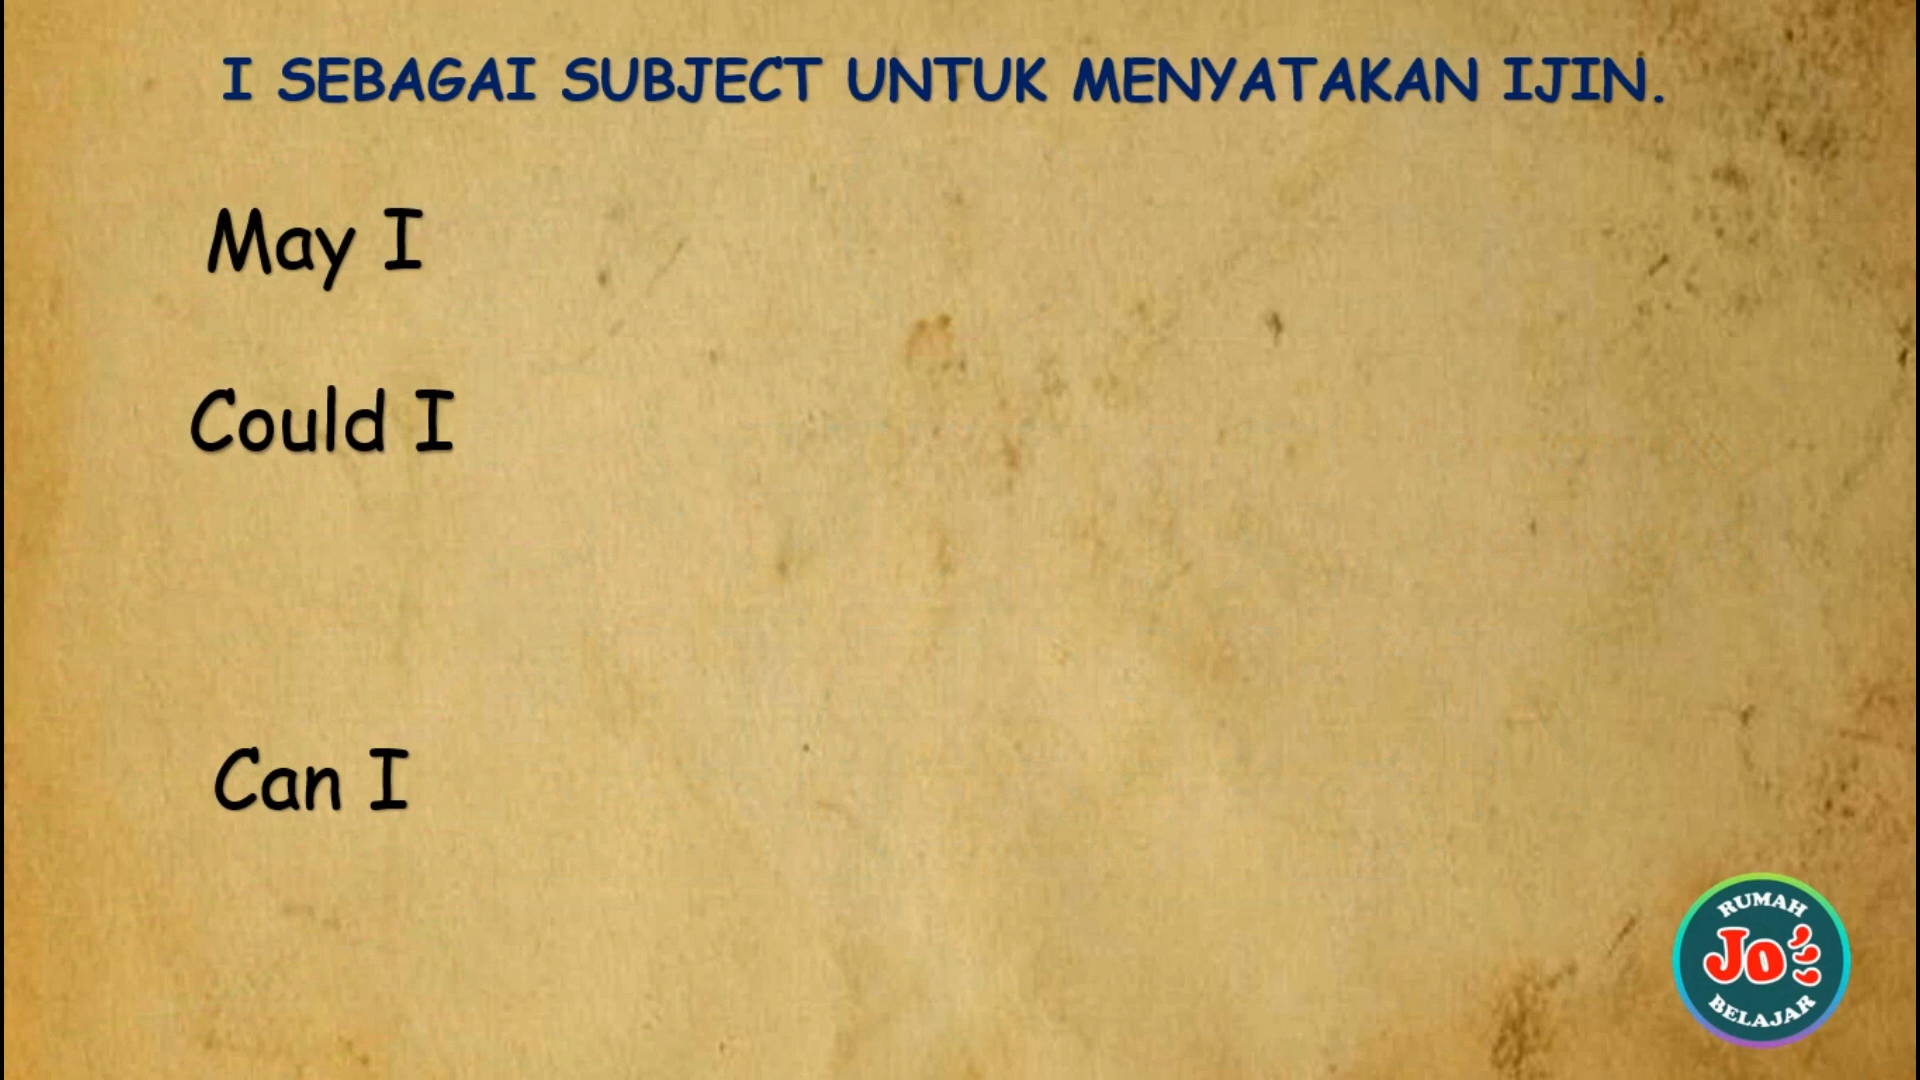 I SEBAGAI SUBJECT UNTUK MENYATAKAN IJIN.
May I
Could I
Can I
RUMAH
Jo
BELAJAR